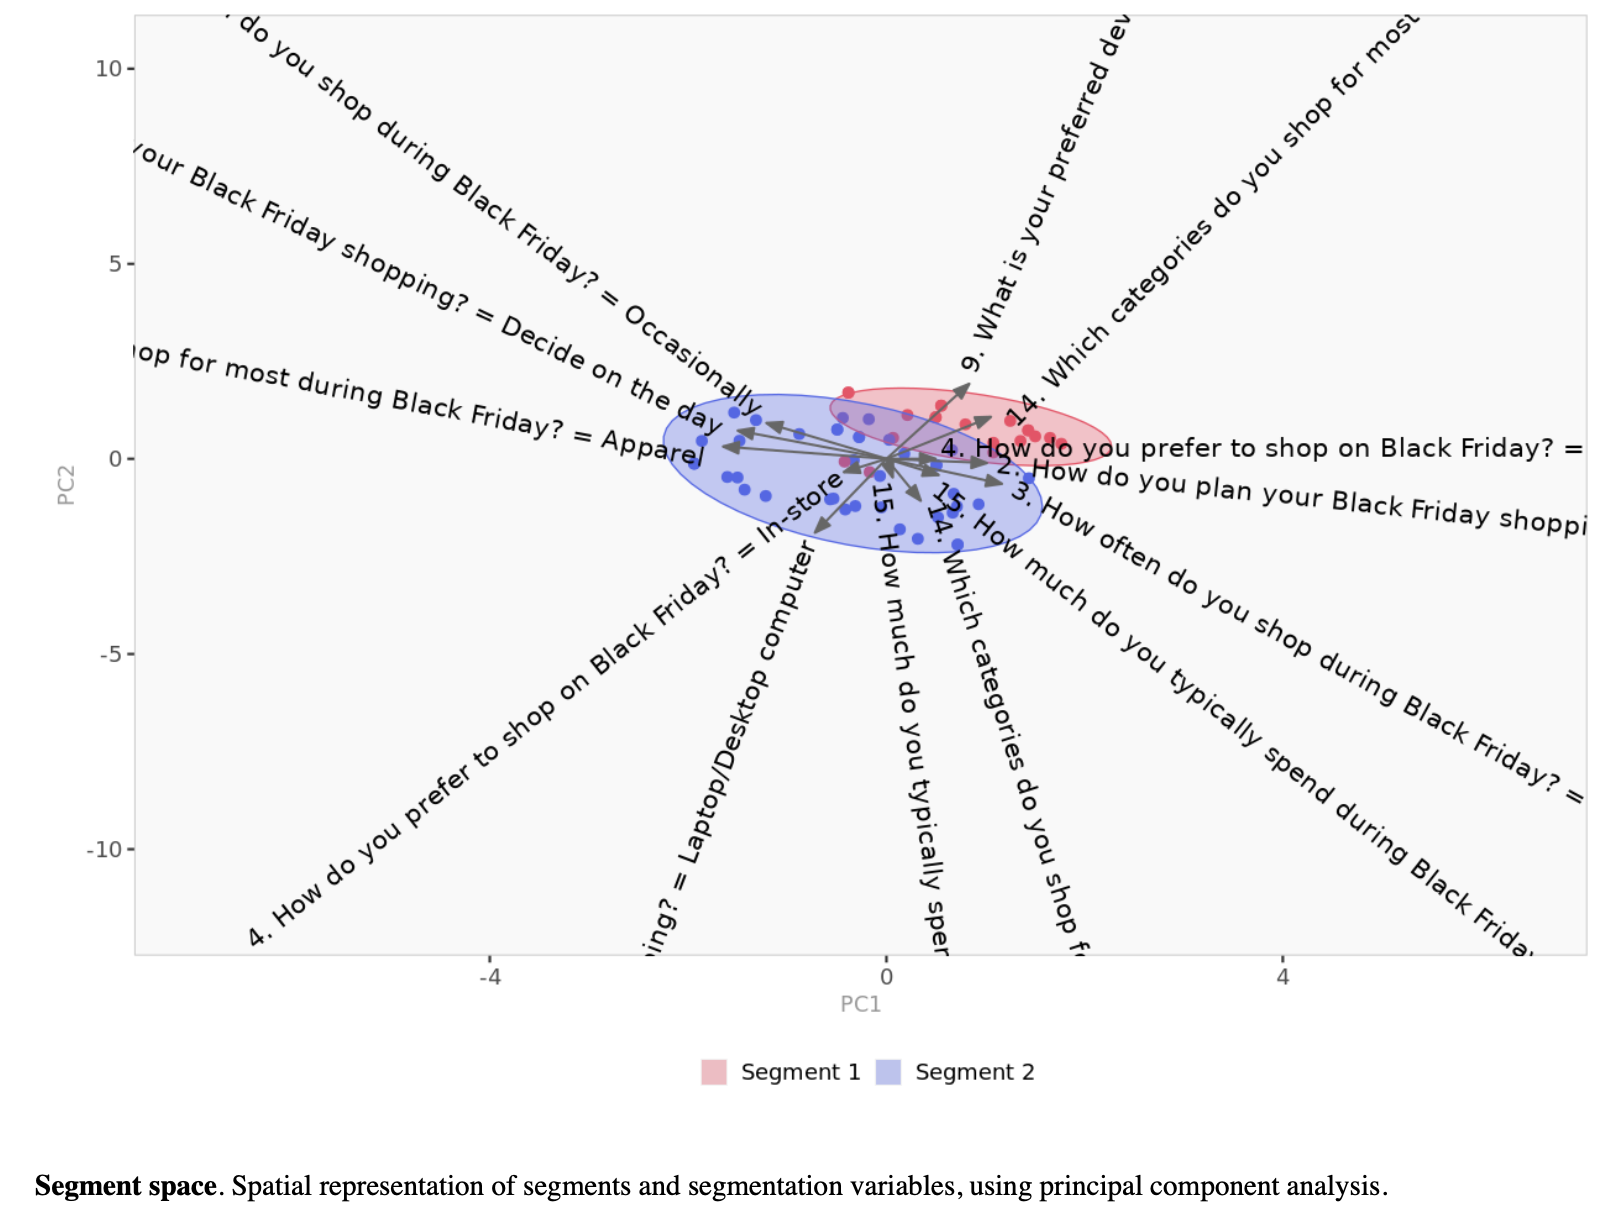 do you shop during Black Friday? = Occasionally
your Black Friday shopping? = Decide on the day
hop for most during Black Friday? = Apparel
9. What is your preferred dev
14. Which categories do you shop for most
4. How do you prefer to shop on Black Friday? =
2. How do you plan your Black Friday shoppi
3. How often do you shop during Black Friday? =
15. How much do you typically spend during Black Friday
14. Which categories do you shop fo
15. How much do you typically spen
ing? = Laptop/Desktop computer
4. How do you prefer to shop on Black Friday? = In-store
10
5
0
-5
-10
PC2
-4
0
4
PC1
Segment 1
Segment 2
Segment space. Spatial representation of segments and segmentation variables, using principal component analysis.